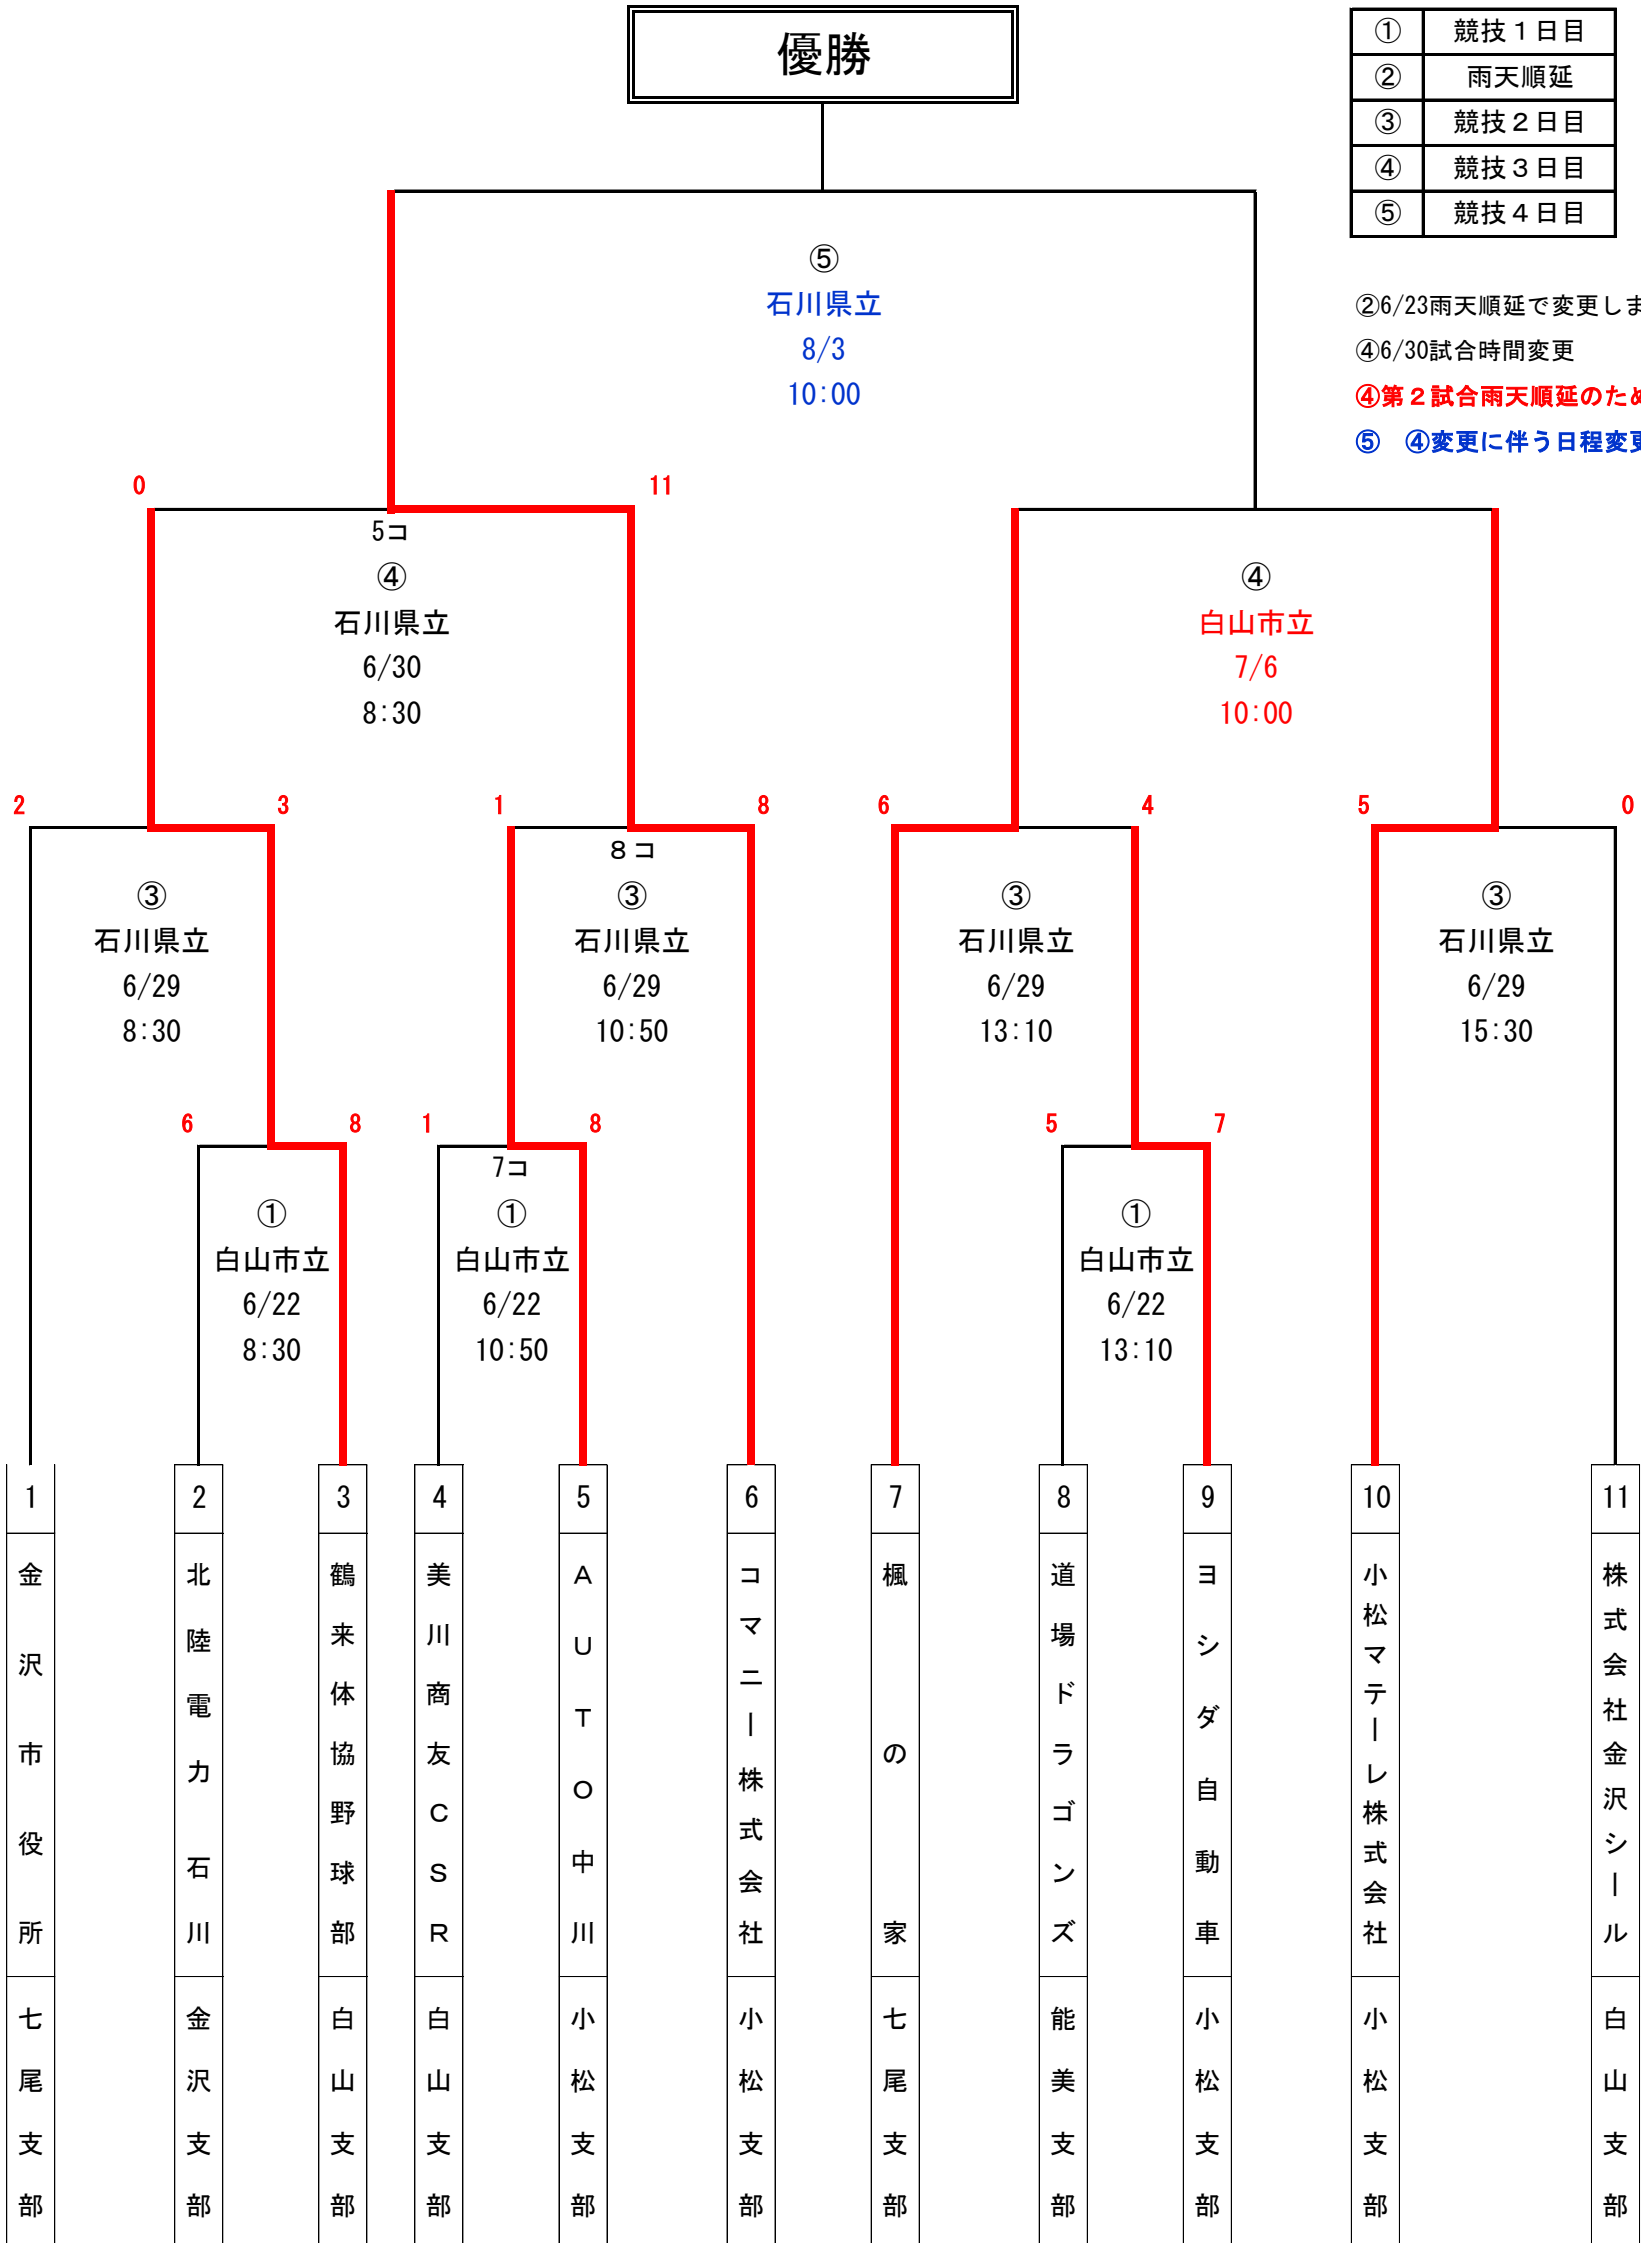 優勝
① 競技１日目
② 雨天順延
③ 競技２日目
④ 競技３日目
⑤ 競技４日目
②6/23雨天順延で変更しま
④6/30試合時間変更
④第２試合雨天順延のため
⑤　④変更に伴う日程変更
⑤
石川県立
8/3
10:00
0 11
5コ
④
石川県立
6/30
8:30
④
白山市立
7/6
10:00
2 3 1 8 6 4 5 0
８コ
③
石川県立
6/29
8:30
③
石川県立
6/29
10:50
③
石川県立
6/29
13:10
③
石川県立
6/29
15:30
6 8 1 8 5 7
7コ
①
白山市立
6/22
8:30
①
白山市立
6/22
10:50
①
白山市立
6/22
13:10
1
金沢市役所
七尾支部
2
北陸電力　石川
金沢支部
3
鶴来体協野球部
白山支部
4
美川商友ＣＳＲ
白山支部
5
ＡＵＴＯ中川
小松支部
6
コマニー株式会社
小松支部
7
楓の家
七尾支部
8
道場ドラゴンズ
能美支部
9
ヨシダ自動車
小松支部
10
小松マテーレ株式会社
小松支部
11
株式会社金沢シール
白山支部